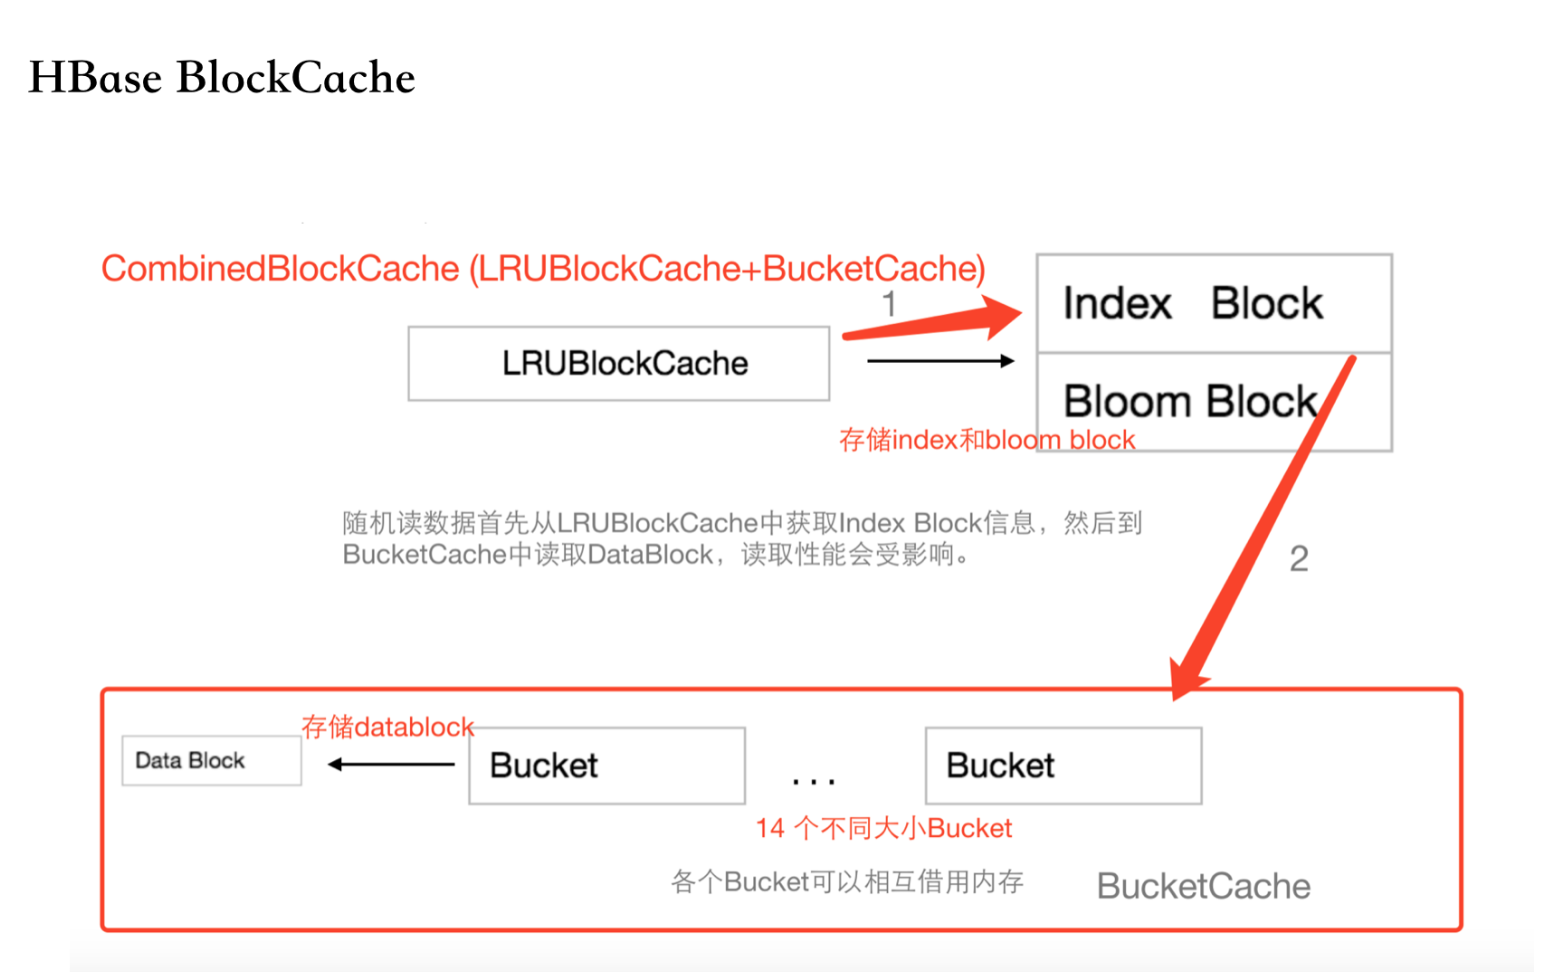 HBase BlockCache
CombinedBlockCache (LRUBlockCache+BucketCache)
1
Index Block
LRUBlockCache
Bloom Block
存储index和bloom block
随机读数据首先从LRUBlockCache中获取Index Block信息，然后到
BucketCache中读取DataBlock，读取性能会受影响。
2
存储datablock
Data Block
Bucket
...
Bucket
14 个不同大小Bucket
各个Bucket可以相互借用内存
BucketCache